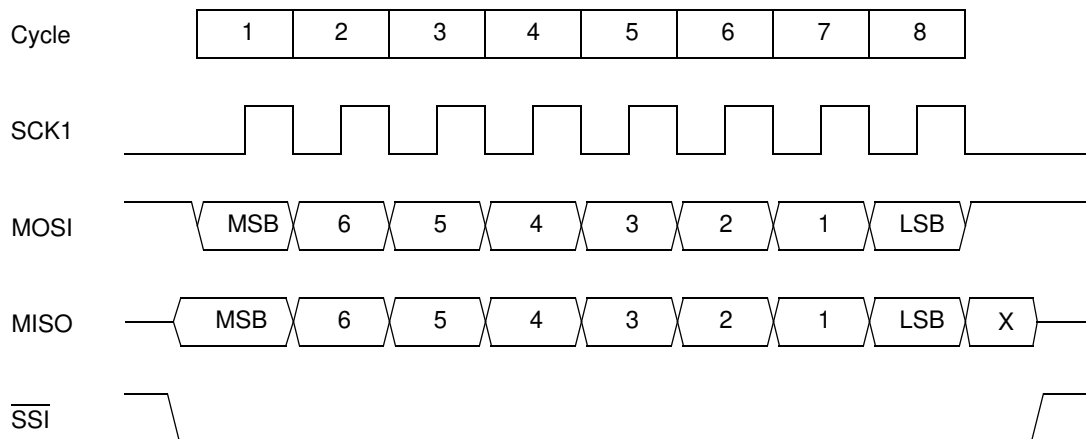 Cycle 1 2 3 4 5 6 7 8
SCK1
MOSI MSB 6 5 4 3 2 1 LSB
MISO MSB 6 5 4 3 2 1 LSB X
SSI